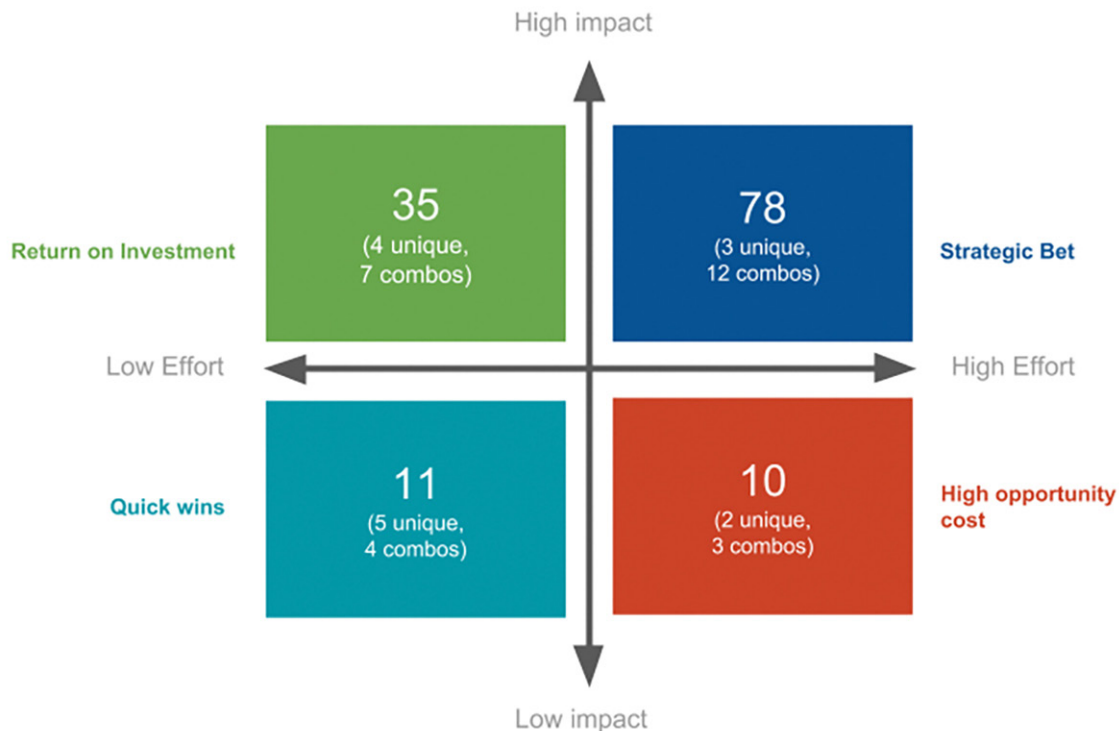 High impact
35
(4 unique,
7 combos)
78
(3 unique,
12 combos)
Return on Investment
Strategic Bet
Low Effort
High Effort
11
(5 unique,
4 combos)
10
(2 unique,
3 combos)
Quick wins
High opportunity
cost
Low impact